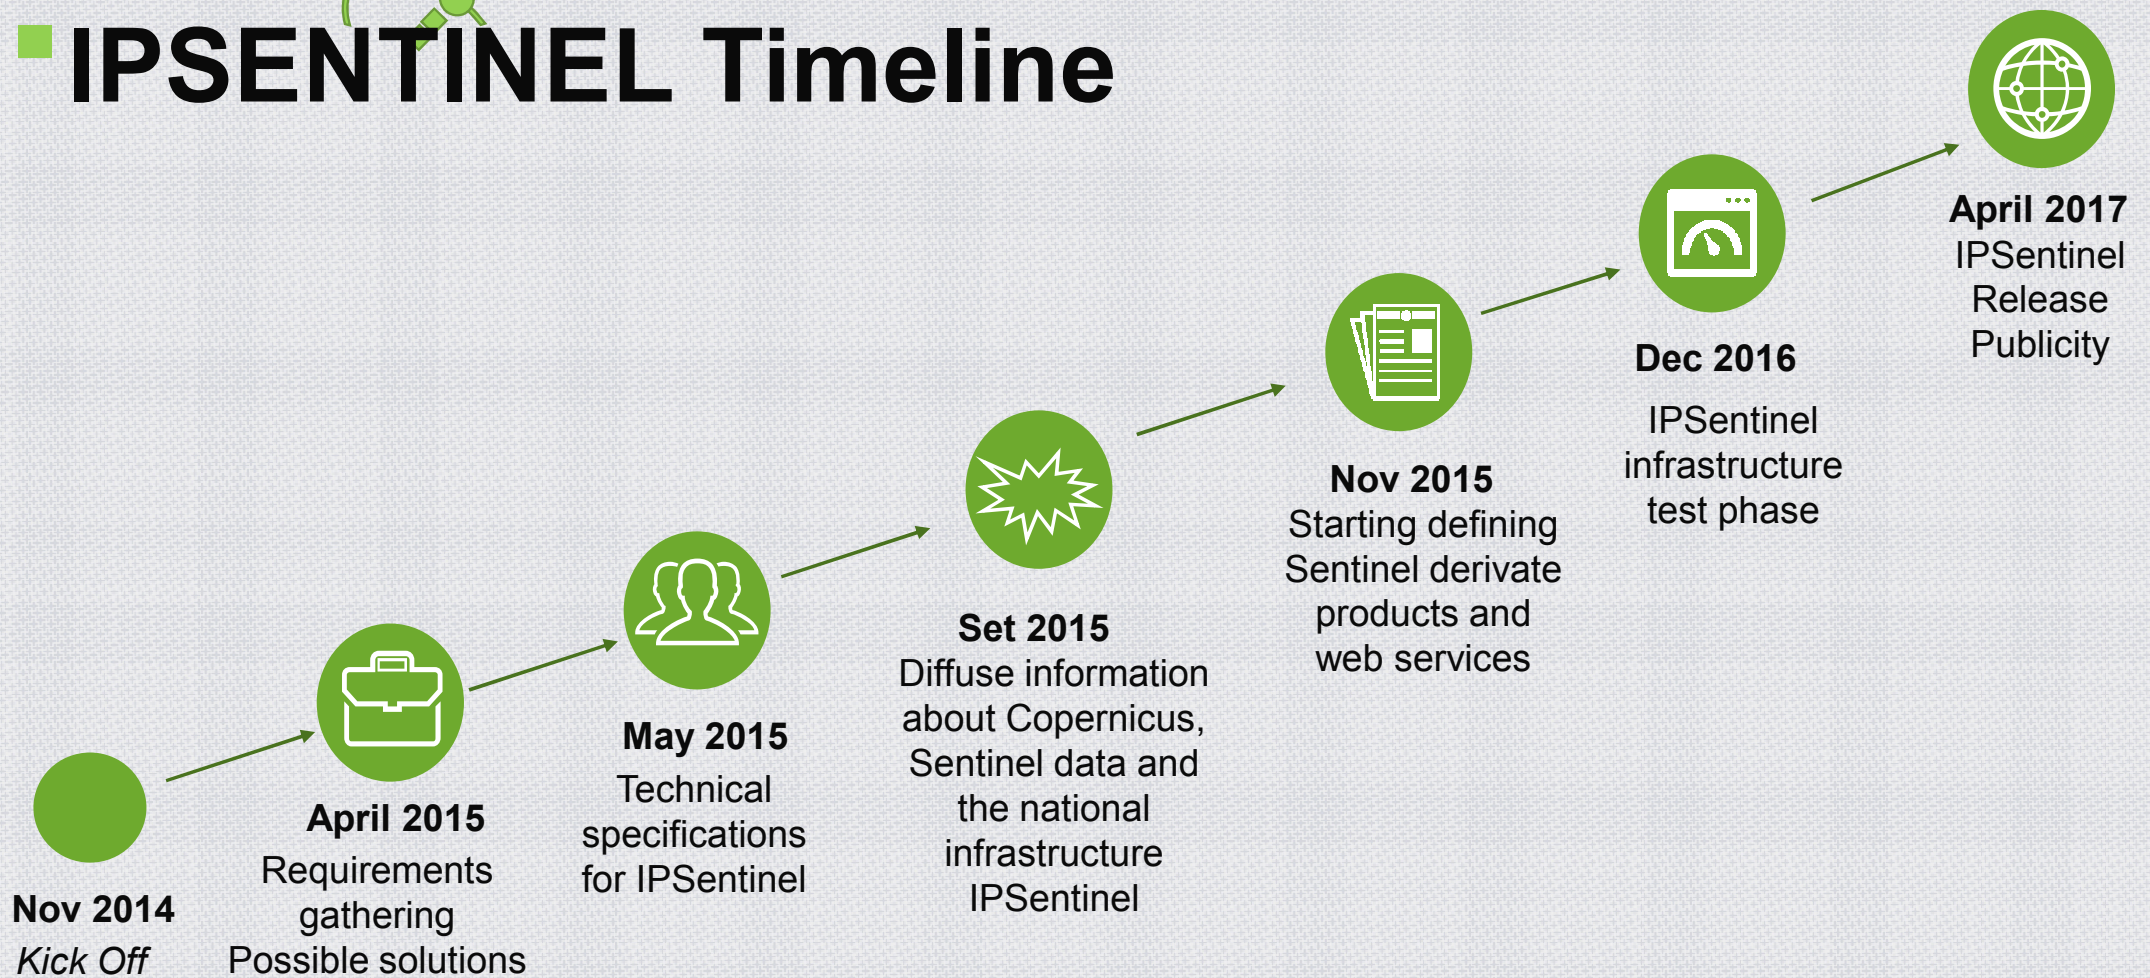 IPSENTINEL Timeline
Nov 2014
Kick Off
April 2015
Requirements
gathering
Possible solutions
May 2015
Technical
specifications
for IPSentinel
Set 2015
Diffuse information
about Copernicus,
Sentinel data and
the national
infrastructure
IPSentinel
Nov 2015
Starting defining
Sentinel derivate
products and
web services
Dec 2016
IPSentinel
infrastructure
test phase
April 2017
IPSentinel
Release
Publicity